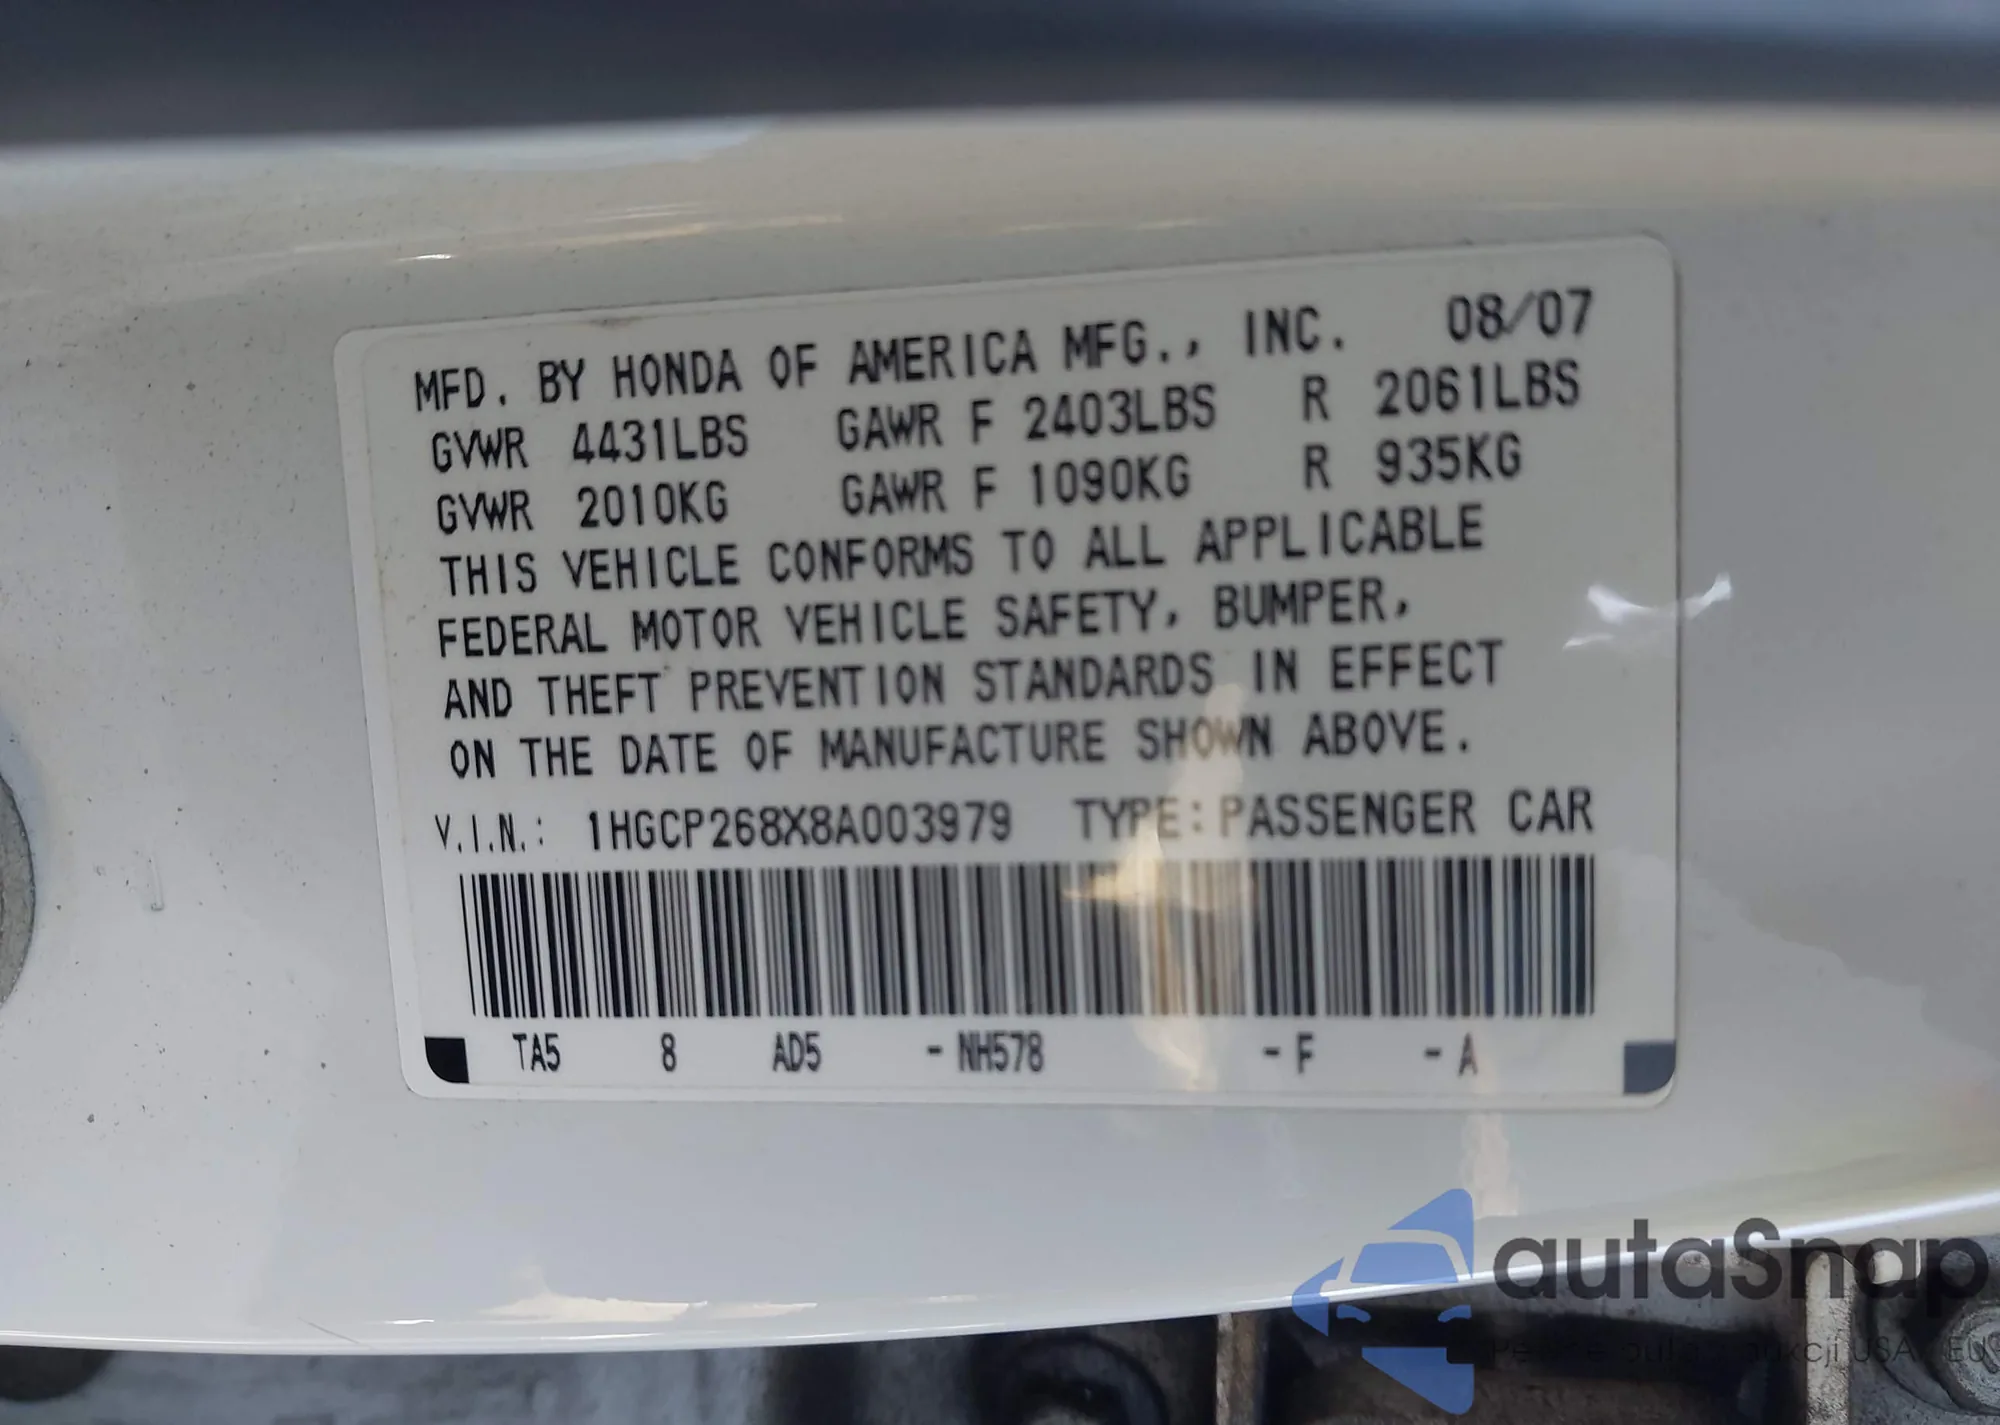 MFD. BY HONDA OF AMERICA MFG., INC. 08/07
GVWR 4431LBS GAWR F 2403LBS R 2061LBS
GVWR 2010KG GAWR F 1090KG R 935KG
THIS VEHICLE CONFORMS TO ALL APPLICABLE
FEDERAL MOTOR VEHICLE SAFETY, BUMPER,
AND THEFT PREVENTION STANDARDS IN EFFECT
ON THE DATE OF MANUFACTURE SHOWN ABOVE.
V.I.N.: 1HGCP268X8A003979 TYPE: PASSENGER CAR
TA5 8 AD5 -NH578 -F -A
autaSnap
USA EU